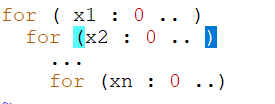 for ( x1 : 0 .. )
for (x2 : 0 .. )
...
for (xn : 0 ..)